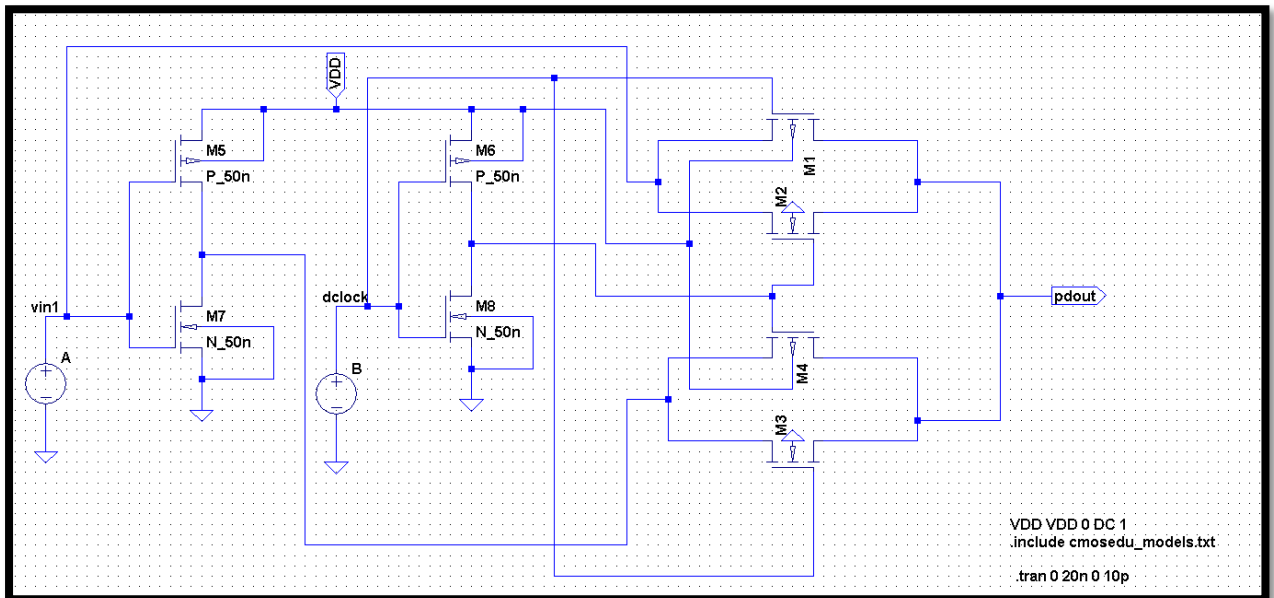 VDD
M5
P_50n
M6
P_50n
M1
M2
vin1
dclock
M7
N_50n
M8
N_50n
pdout
A
B
M4
M3
VDD VDD 0 DC 1
.include cmosedu_models.txt
.tran 0 20n 0 10p